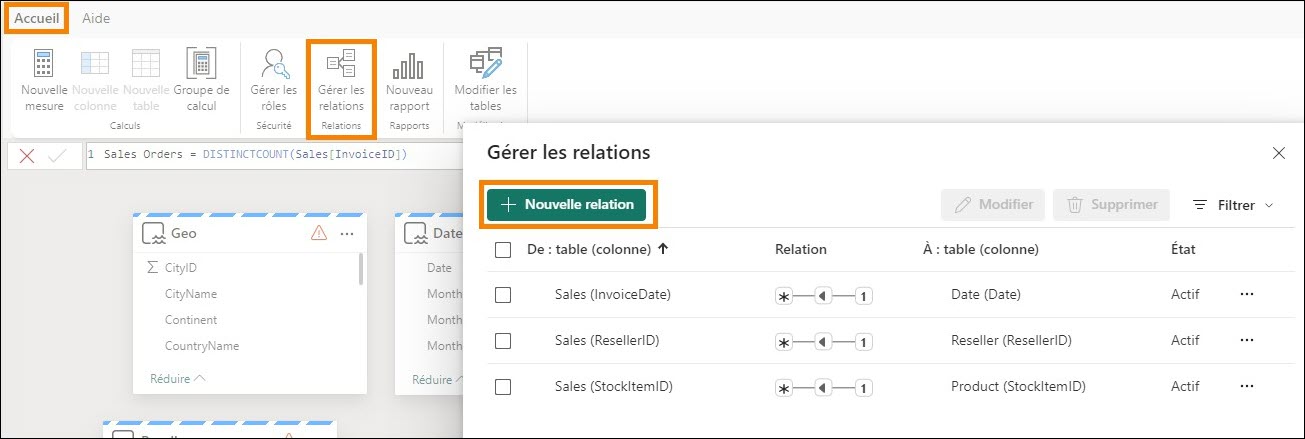 Accueil Aide
Nouvelle mesure
Nouvelle colonne
Nouvelle table
Groupe de calcul
Calculs
Gérer les rôles
Sécurité
Gérer les relations
Relations
Nouveau rapport
Rapports
Modifier les tables
1 Sales Orders = DISTINCTCOUNT(Sales[InvoiceID])
Geo
CityID
CityName
Continent
CountryName
Réduire
Date
Date
Month
Month
Month
Réduire
Gérer les relations
Nouvelle relation
Modifier
Supprimer
Filtrer
De : table (colonne) Relation À : table (colonne) État
Sales (InvoiceDate) * 1 Date (Date) Actif
Sales (ResellerID) * 1 Reseller (ResellerID) Actif
Sales (StockItemID) * 1 Product (StockItemID) Actif